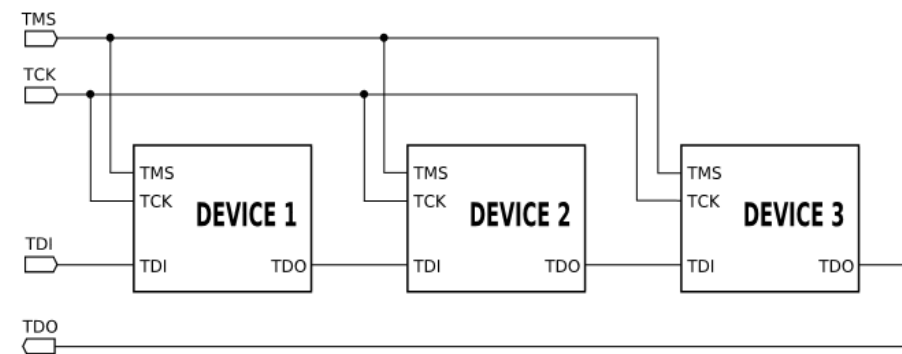 TMS
TCK
TMS
TCK
DEVICE 1
TDI
TDO
TMS
TCK
DEVICE 2
TDI
TDO
TMS
TCK
DEVICE 3
TDI
TDO
TDI
TDO